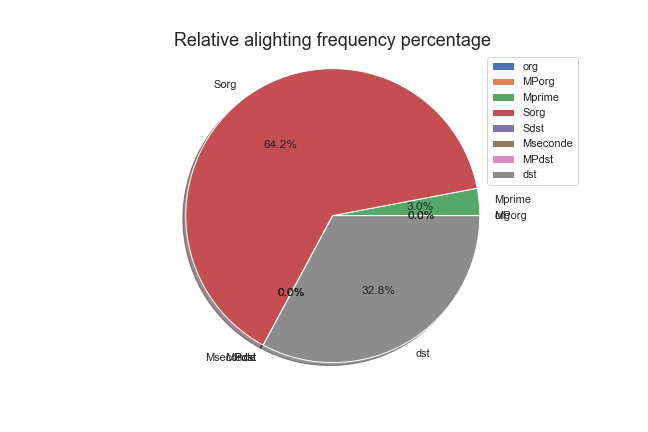 Relative alighting frequency percentage
org
MPorg
Mprime
Sorg
Sdst
Mseconde
MPdst
dst
Sorg
64.2%
Mprime
3.0%
0.0%
MPorg
0.0%
32.8%
dst